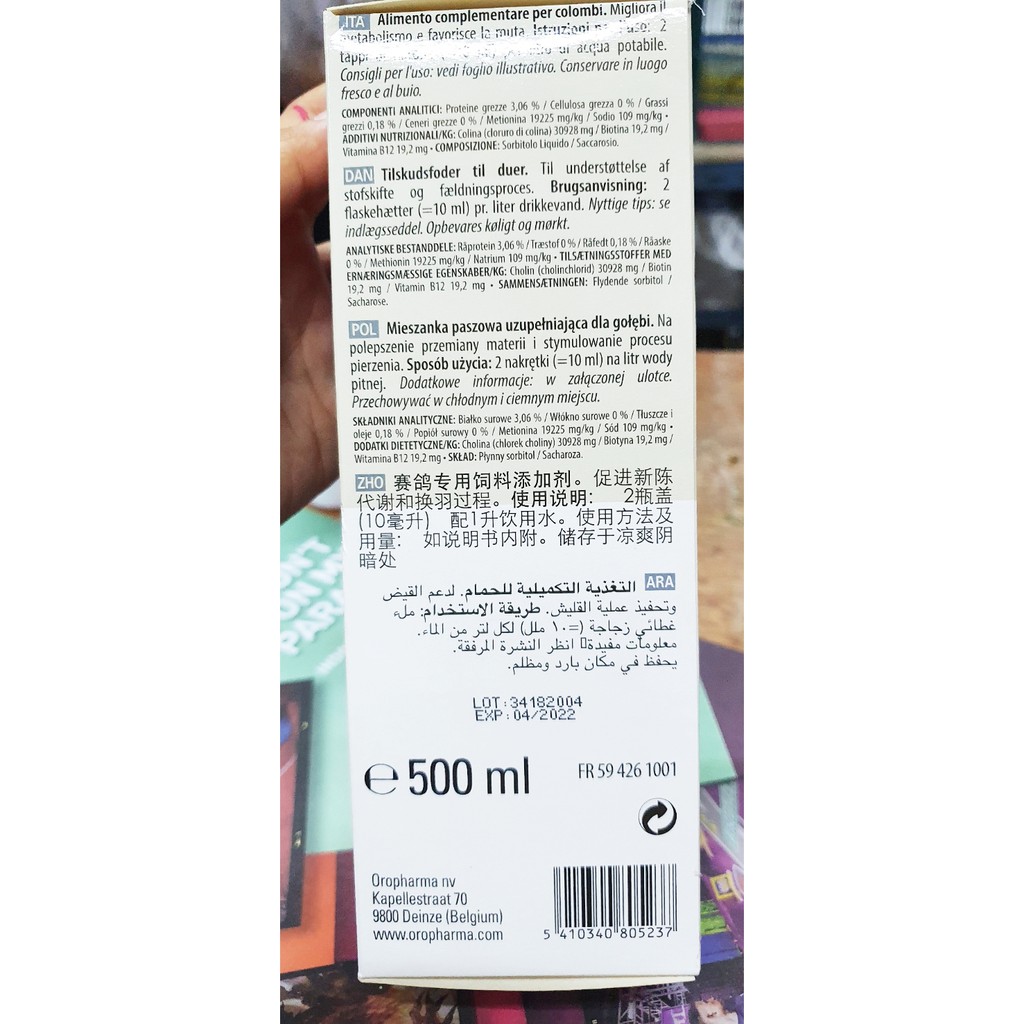 ITA Alimento complementare per colombi. Migliora il
metabolismo e favorisce la muta. Istruzioni per l'uso: 2
tappi di acqua potabile.
Consigli per l'uso: vedi foglio illustrativo. Conservare in luogo
fresco e al buio.
COMPONENTI ANALITICI: Proteine grezze 3,06 % / Cellulosa grezza 0 % / Grassi
grezzi 0,18 % / Ceneri grezze 0 % / Metionina 19225 mg/kg / Sodio 109 mg/kg •
ADDITIVI NUTRIZIONALI/KG: Colina (cloruro di colina) 30928 mg / Biotina 19,2 mg /
Vitamina B12 19,2 mg • COMPOSIZIONE: Sorbitolo Liquido / Saccarosio.
DAN Tilskudsfoder til duer. Til understøttelse af
stofskifte og fældningsproces. Brugsanvisning: 2
flaskehætter (=10 ml) pr. liter drikkevand. Nyttige tips: se
indlægsseddel. Opbevares køligt og mørkt.
ANALYTISKE BESTANDDELE: Råprotein 3,06 % / Træstof 0 % / Råfedt 0,18 % / Råaske
0 % / Methionin 19225 mg/kg / Natrium 109 mg/kg • TILSÆTNINGSSTOFFER MED
ERNÆRINGSMÆSSIGE EGENSKABER/KG: Cholin (cholinchlorid) 30928 mg / Biotin
19,2 mg / Vitamin B12 19,2 mg • SAMMENSÆTNINGEN: Flydende sorbitol /
Sacharose.
POL Mieszanka paszowa uzupełniająca dla gołębi. Na
polepszenie przemiany materii i stymulowanie procesu
pierzenia. Sposób użycia: 2 nakrętki (=10 ml) na litr wody
pitnej. Dodatkowe informacje: w załączonej ulotce.
Przechowywać w chłodnym i ciemnym miejscu.
SKŁADNIKI ANALITYCZNE: Białko surowe 3,06 % / Włókno surowe 0 % / Tłuszcze i
oleje 0,18 % / Popiół surowy 0 % / Metionina 19225 mg/kg / Sód 109 mg/kg •
DODATKI DIETETYCZNE/KG: Cholina (chlorek choliny) 30928 mg / Biotyna 19,2 mg /
Witamina B12 19,2 mg • SKŁAD: Płynny sorbitol / Sacharoza.
ZHO 赛鸽专用饲料添加剂。促进新陈
代谢和换羽过程。使用说明： 2瓶盖
(10毫升) 配1升饮用水。使用方法及
用量： 如说明书内附。储存于凉爽阴
暗处
ARA التغذية التكميلية للحمام. لدعم القيض
وتحفيذ عملية القليش. طريقة الاستخدام: ملء
غطائي زجاجة (=١٠ ملل) لكل لتر من الماء.
معلومات مفيدة انظر النشرة المرفقة.
يحفظ في مكان بارد ومظلم.
LOT:34182004
EXP:04/2022
℮ 500 ml FR 59 426 1001
Oropharma nv
Kapellestraat 70
9800 Deinze (Belgium)
www.oropharma.com
5 410340 805237